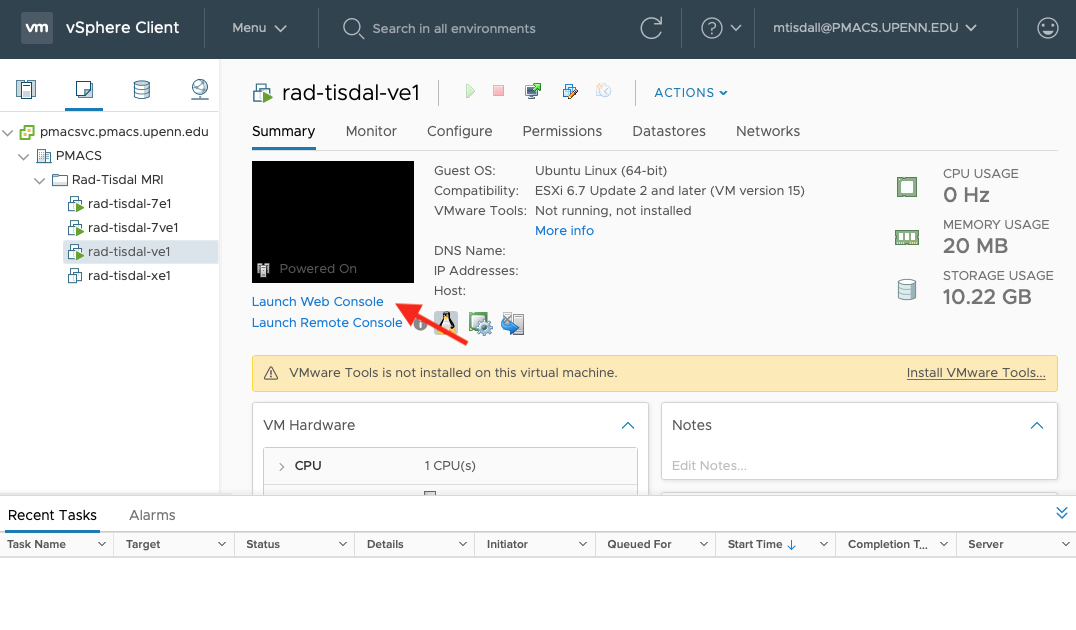 vm vSphere Client Menu Search in all environments ? mtisdall@PMACS.UPENN.EDU
pmacsvc.pmacs.upenn.edu
PMACS
Rad-Tisdal MRI
rad-tisdal-7e1
rad-tisdal-7ve1
rad-tisdal-ve1
rad-tisdal-xe1
rad-tisdal-ve1 ACTIONS
Summary Monitor Configure Permissions Datastores Networks
Powered On
Launch Web Console
Launch Remote Console
Guest OS: Ubuntu Linux (64-bit)
Compatibility: ESXi 6.7 Update 2 and later (VM version 15)
VMware Tools: Not running, not installed
More info
DNS Name:
IP Addresses:
Host:
CPU USAGE
0 Hz
MEMORY USAGE
20 MB
STORAGE USAGE
10.22 GB
VMware Tools is not installed on this virtual machine. Install VMware Tools...
VM Hardware
CPU 1 CPU(s)
Notes
Edit Notes...
Recent Tasks Alarms
Task Name Target Status Details Initiator Queued For Start Time Completion T... Server